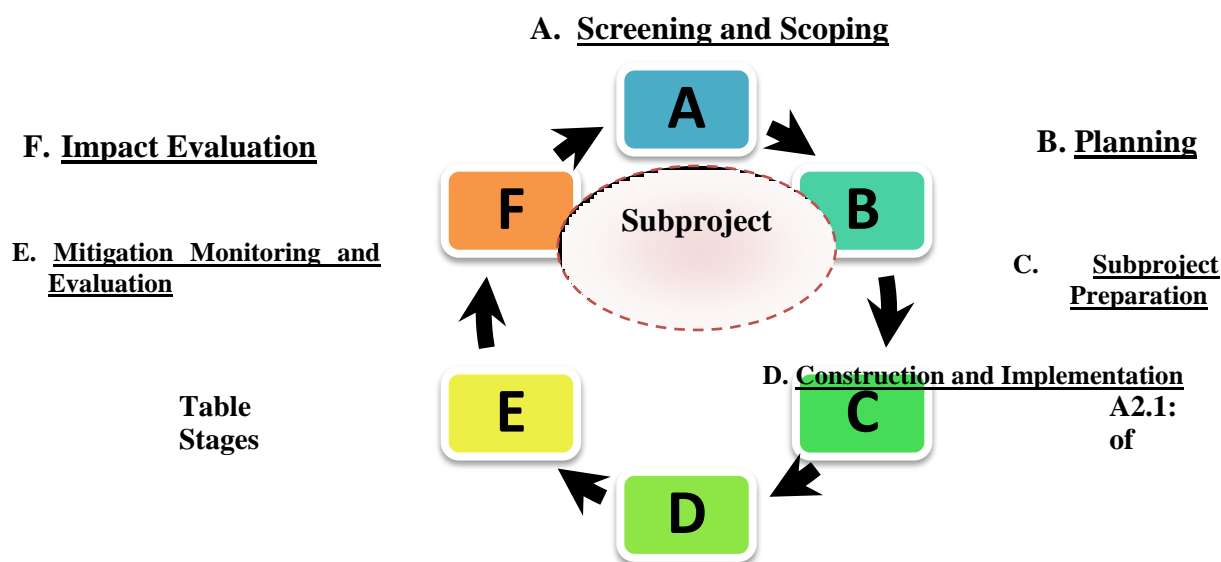 A. Screening and Scoping
A
F. Impact Evaluation
B. Planning
F
Subproject
B
E. Mitigation Monitoring and
Evaluation
C. Subproject
Preparation
D. Construction and Implementation
Table A2.1:
Stages of
E
C
D